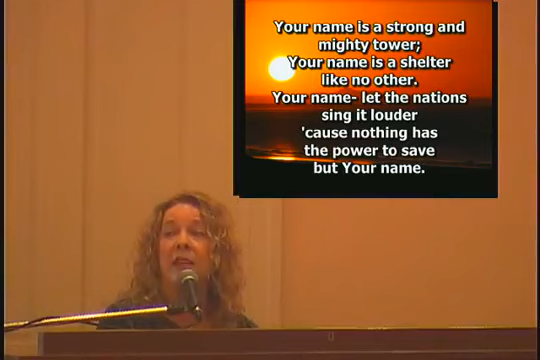 Your name is a strong and
mighty tower;
Your name is a shelter
like no other.
Your name- let the nations
sing it louder
'cause nothing has
the power to save
but Your name.